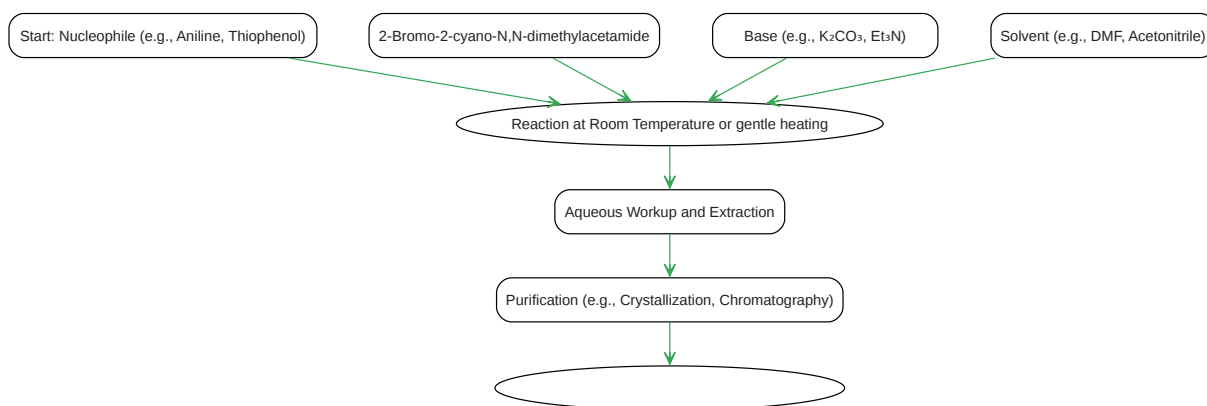 Start: Nucleophile (e.g., Aniline, Thiophenol)
2-Bromo-2-cyano-N,N-dimethylacetamide
Base (e.g., K₂CO₃, Et₃N)
Solvent (e.g., DMF, Acetonitrile)
Reaction at Room Temperature or gentle heating
Aqueous Workup and Extraction
Purification (e.g., Crystallization, Chromatography)